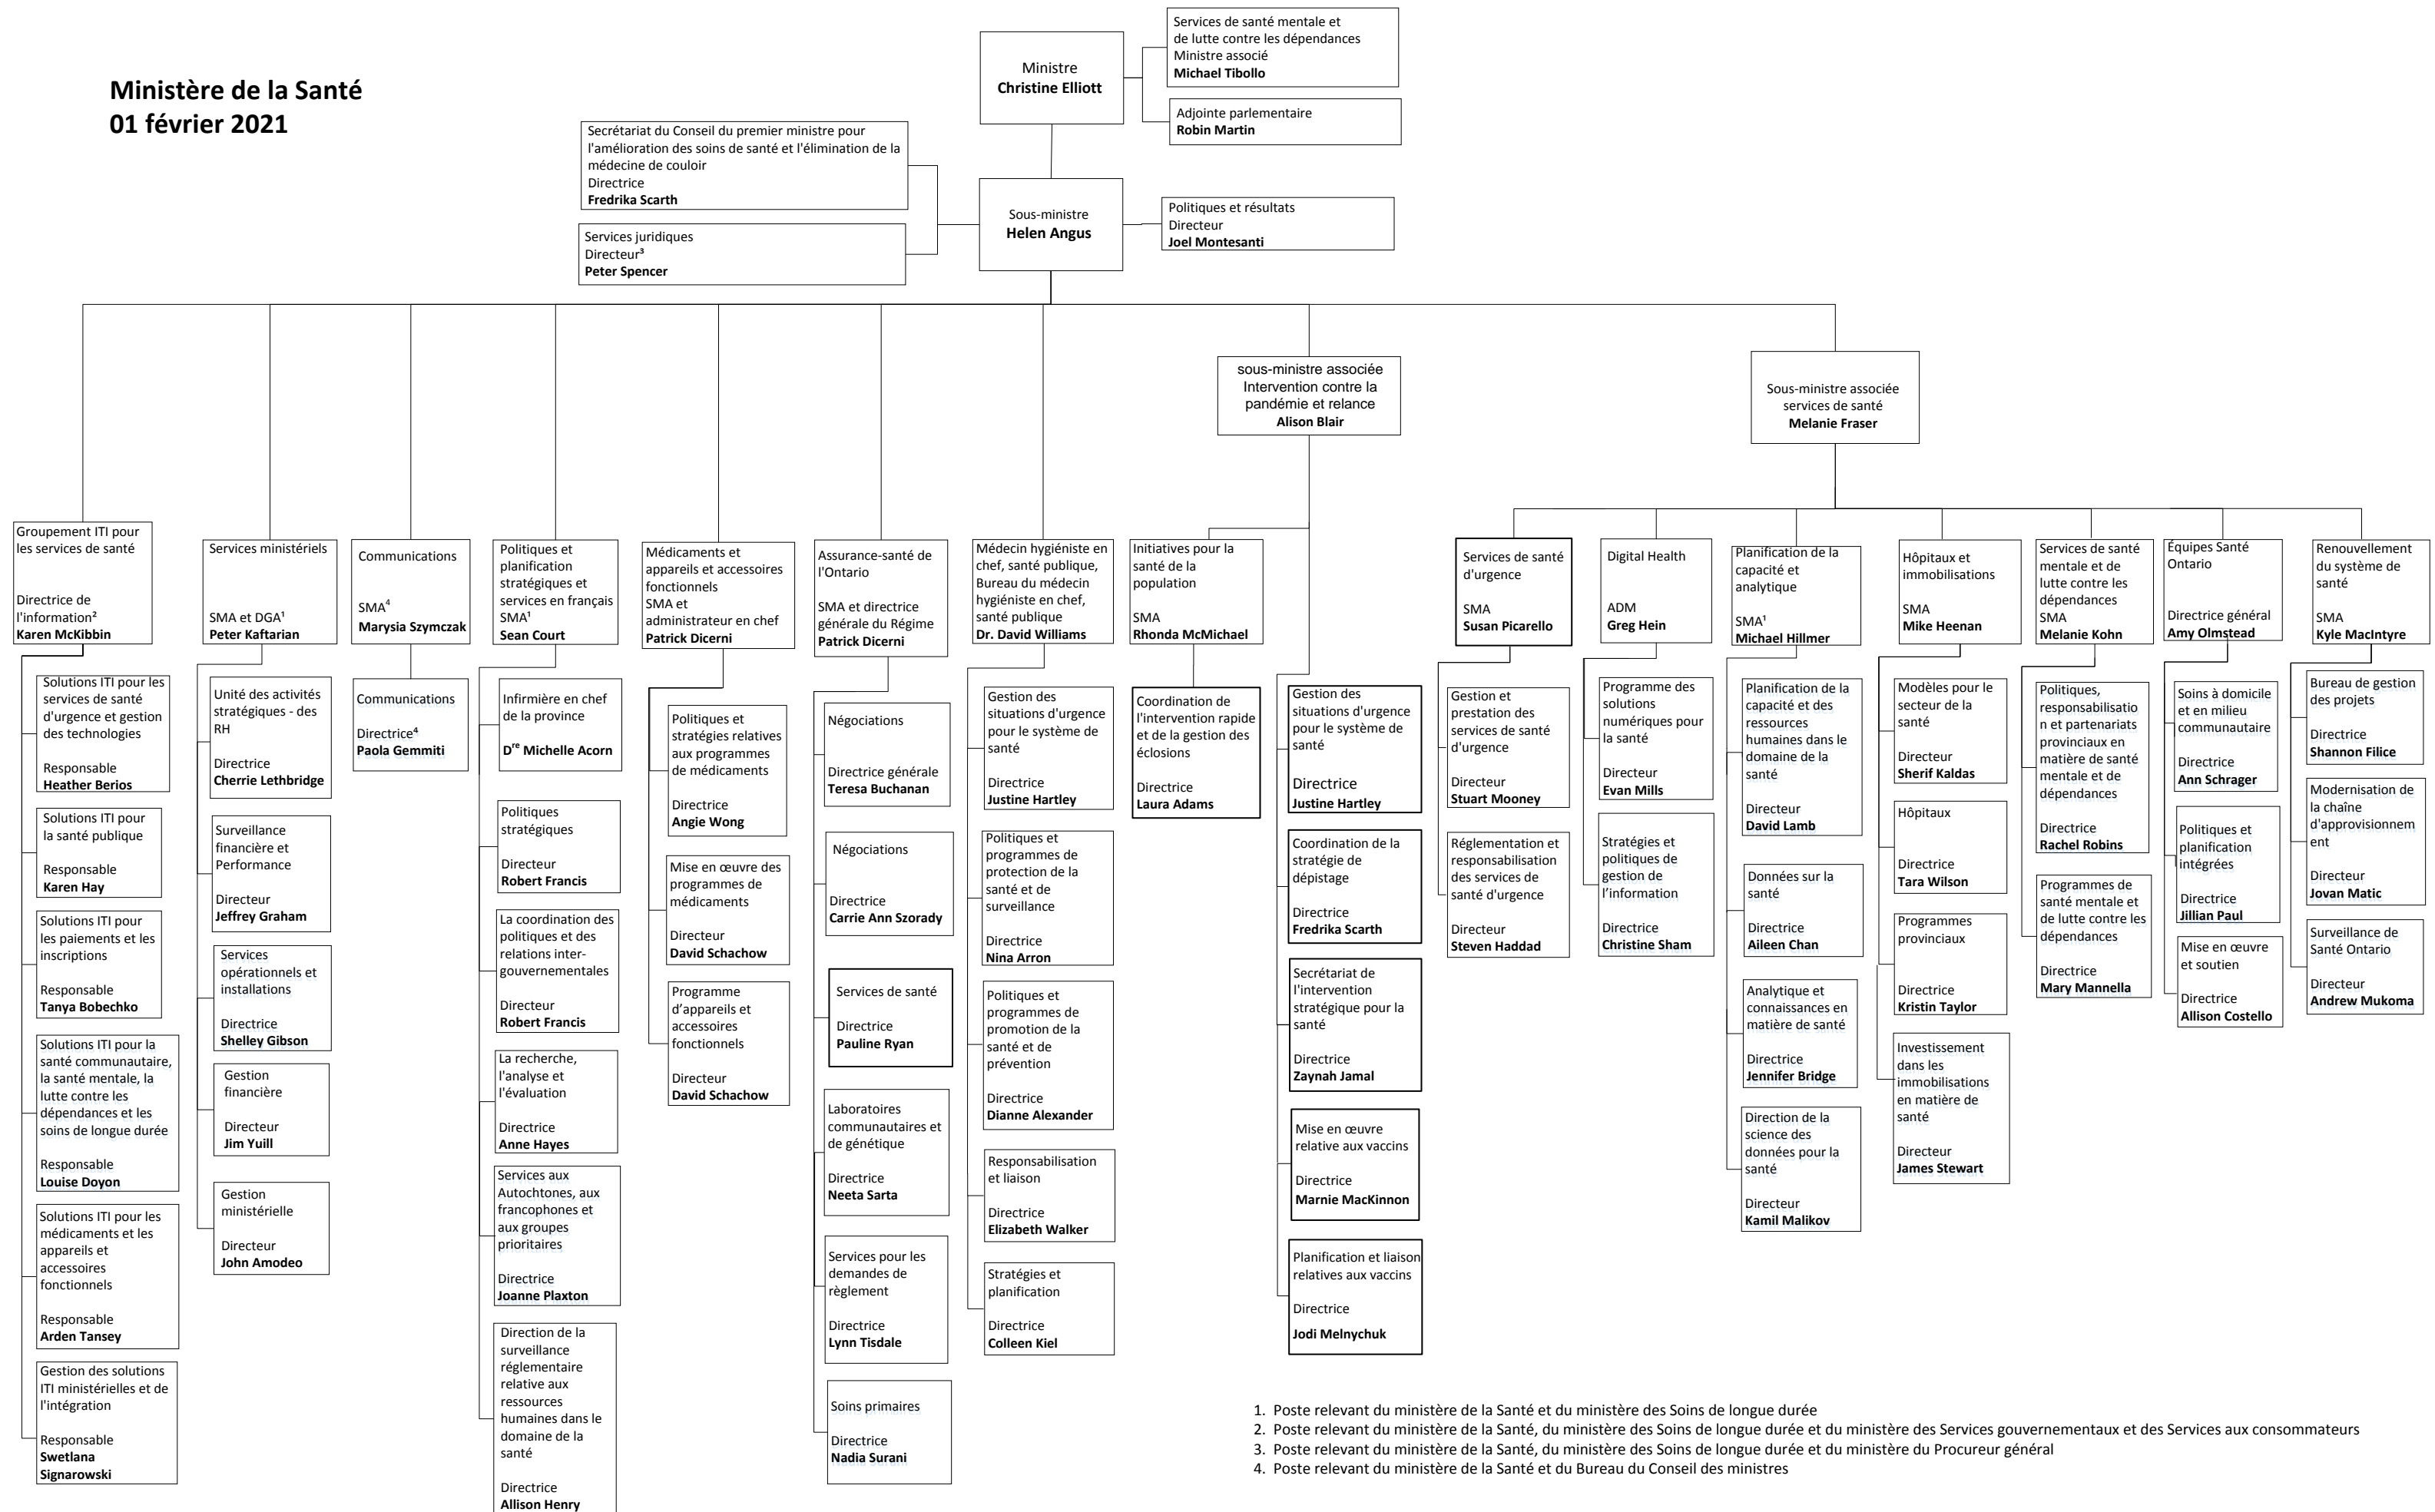 Ministère de la Santé
01 février 2021
Ministre
Christine Elliott
Services de santé mentale et
de lutte contre les dépendances
Ministre associé
Michael Tibollo
Adjointe parlementaire
Robin Martin
Secrétariat du Conseil du premier ministre pour
l'amélioration des soins de santé et l'élimination de la
médecine de couloir
Directrice
Fredrika Scarth
Services juridiques
Directeur³
Peter Spencer
Sous-ministre
Helen Angus
Politiques et résultats
Directeur
Joel Montesanti
sous-ministre associée
Intervention contre la
pandémie et relance
Alison Blair
Sous-ministre associée
services de santé
Melanie Fraser
Groupement ITI pour
les services de santé
Directrice de
l'information²
Karen McKibbin
Solutions ITI pour les
services de santé
d'urgence et gestion
des technologies
Responsable
Heather Berios
Solutions ITI pour
la santé publique
Responsable
Karen Hay
Solutions ITI pour
les paiements et les
inscriptions
Responsable
Tanya Bobechko
Solutions ITI pour la
santé communautaire,
la santé mentale, la
lutte contre les
dépendances et les
soins de longue durée
Responsable
Louise Doyon
Solutions ITI pour les
médicaments et les
appareils et
accessoires
fonctionnels
Responsable
Arden Tansey
Gestion des solutions
ITI ministérielles et de
l'intégration
Responsable
Swetlana
Signarowski
Services ministériels
SMA et DGA¹
Peter Kaftarian
Unité des activités
stratégiques - des
RH
Directrice
Cherrie Lethbridge
Surveillance
financière et
Performance
Directeur
Jeffrey Graham
Services
opérationnels et
installations
Directrice
Shelley Gibson
Gestion
financière
Directeur
Jim Yuill
Gestion
ministérielle
Directeur
John Amodeo
Communications
SMA⁴
Marysia Szymczak
Communications
Directrice⁴
Paola Gemmiti
Politiques et
planification
stratégiques et
services en français
SMA¹
Sean Court
Infirmière en chef
de la province
Dre Michelle Acorn
Politiques
stratégiques
Directeur
Robert Francis
La coordination des
politiques et des
relations inter-
gouvernementales
Directeur
Robert Francis
La recherche,
l'analyse et
l'évaluation
Directrice
Anne Hayes
Services aux
Autochtones, aux
francophones et
aux groupes
prioritaires
Directrice
Joanne Plaxton
Direction de la
surveillance
réglementaire
relative aux
ressources
humaines dans le
domaine de la
santé
Directrice
Allison Henry
Médicaments et
appareils et accessoires
fonctionnels
SMA et
administrateur en chef
Patrick Dicerni
Politiques et
stratégies relatives
aux programmes
de médicaments
Directrice
Angie Wong
Mise en œuvre des
programmes de
médicaments
Directeur
David Schachow
Programme
d'appareils et
accessoires
fonctionnels
Directeur
David Schachow
Assurance-santé de
l'Ontario
SMA et directrice
générale du Régime
Patrick Dicerni
Négociations
Directrice générale
Teresa Buchanan
Négociations
Directrice
Carrie Ann Szorady
Services de santé
Directrice
Pauline Ryan
Laboratoires
communautaires et
de génétique
Directrice
Neeta Sarta
Services pour les
demandes de
règlement
Directrice
Lynn Tisdale
Soins primaires
Directrice
Nadia Surani
Médecin hygiéniste en
chef, santé publique,
Bureau du médecin
hygiéniste en chef,
santé publique
Dr. David Williams
Gestion des
situations d'urgence
pour le système de
santé
Directrice
Justine Hartley
Politiques et
programmes de
protection de la
santé et de
surveillance
Directrice
Nina Arron
Politiques et
programmes de
promotion de la
santé et de
prévention
Directrice
Dianne Alexander
Responsabilisation
et liaison
Directrice
Elizabeth Walker
Stratégies et
planification
Directrice
Colleen Kiel
Initiatives pour la
santé de la
population
SMA
Rhonda McMichael
Coordination de
l'intervention rapide
et de la gestion des
éclosions
Directrice
Laura Adams
Gestion des
situations d'urgence
pour le système de
santé
Directrice
Justine Hartley
Coordination de la
stratégie de
dépistage
Directrice
Fredrika Scarth
Secrétariat de
l'intervention
stratégique pour la
santé
Directrice
Zaynah Jamal
Mise en œuvre
relative aux vaccins
Directrice
Marnie MacKinnon
Planification et liaison
relatives aux vaccins
Directrice
Jodi Melnychuk
Services de santé
d'urgence
SMA
Susan Picarello
Gestion et
prestation des
services de santé
d'urgence
Directeur
Stuart Mooney
Réglementation et
responsabilisation
des services de
santé d'urgence
Directeur
Steven Haddad
Digital Health
ADM
Greg Hein
Programme des
solutions
numériques pour
la santé
Directeur
Evan Mills
Stratégies et
politiques de
gestion de
l'information
Directrice
Christine Sham
Planification de la
capacité et
analytique
SMA¹
Michael Hillmer
Planification de la
capacité et des
ressources
humaines dans le
domaine de la
santé
Directeur
David Lamb
Données sur la
santé
Directrice
Aileen Chan
Analytique et
connaissances en
matière de santé
Directrice
Jennifer Bridge
Direction de la
science des
données pour la
santé
Directeur
Kamil Malikov
Hôpitaux et
immobilisations
SMA
Mike Heenan
Modèles pour le
secteur de la
santé
Directeur
Sherif Kaldas
Hôpitaux
Directrice
Tara Wilson
Programmes
provinciaux
Directrice
Kristin Taylor
Investissement
dans les
immobilisations
en matière de
santé
Directeur
James Stewart
Services de santé
mentale et de
lutte contre les
dépendances
SMA
Melanie Kohn
Politiques,
responsabilisatio
n et partenariats
provinciaux en
matière de santé
mentale et de
dépendances
Directrice
Rachel Robins
Programmes de
santé mentale et
de lutte contre les
dépendances
Directrice
Mary Mannella
Équipes Santé
Ontario
Directrice général
Amy Olmstead
Soins à domicile
et en milieu
communautaire
Directrice
Ann Schrager
Politiques et
planification
intégrées
Directrice
Jillian Paul
Mise en œuvre
et soutien
Directrice
Allison Costello
Renouvellement
du système de
santé
SMA
Kyle MacIntyre
Bureau de gestion
des projets
Directrice
Shannon Filice
Modernisation de
la chaîne
d'approvisionnem
ent
Directeur
Jovan Matic
Surveillance de
Santé Ontario
Directeur
Andrew Mukoma
1. Poste relevant du ministère de la Santé et du ministère des Soins de longue durée
2. Poste relevant du ministère de la Santé, du ministère des Soins de longue durée et du ministère des Services gouvernementaux et des Services aux consommateurs
3. Poste relevant du ministère de la Santé, du ministère des Soins de longue durée et du ministère du Procureur général
4. Poste relevant du ministère de la Santé et du Bureau du Conseil des ministres